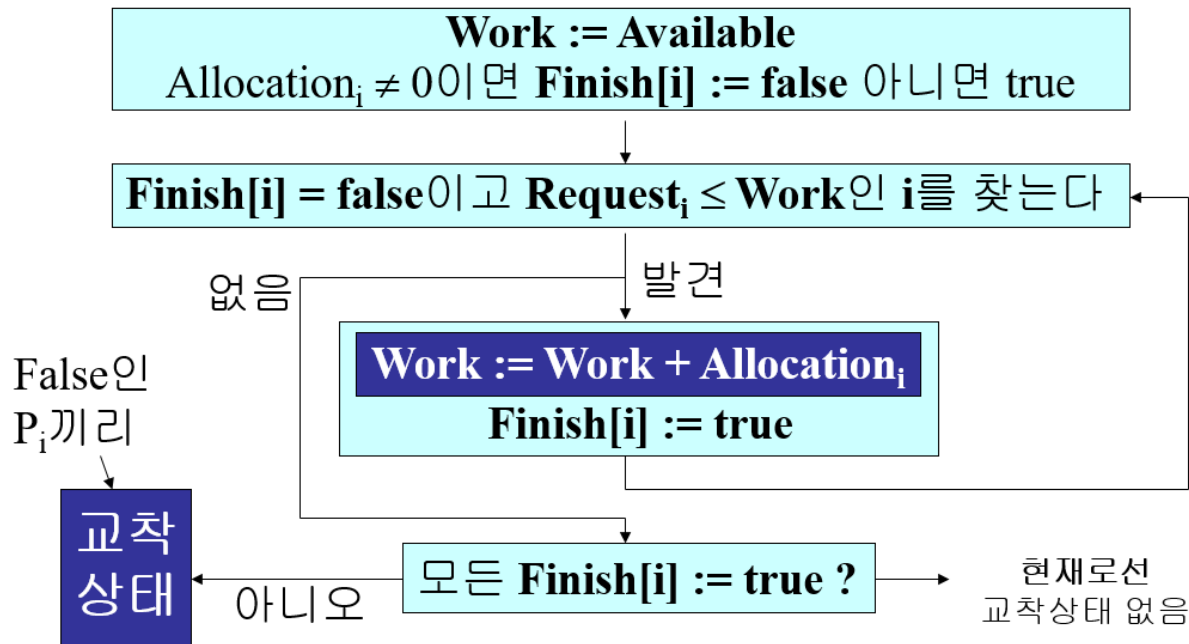 Work := Available
Allocationi ≠ 0이면 Finish[i] := false 아니면 true
Finish[i] = false이고 Requesti ≤ Work인 i를 찾는다
없음
발견
Work := Work + Allocationi
Finish[i] := true
False인
Pi끼리
교착
상태
아니오
모든 Finish[i] := true ?
현재로선
교착상태 없음